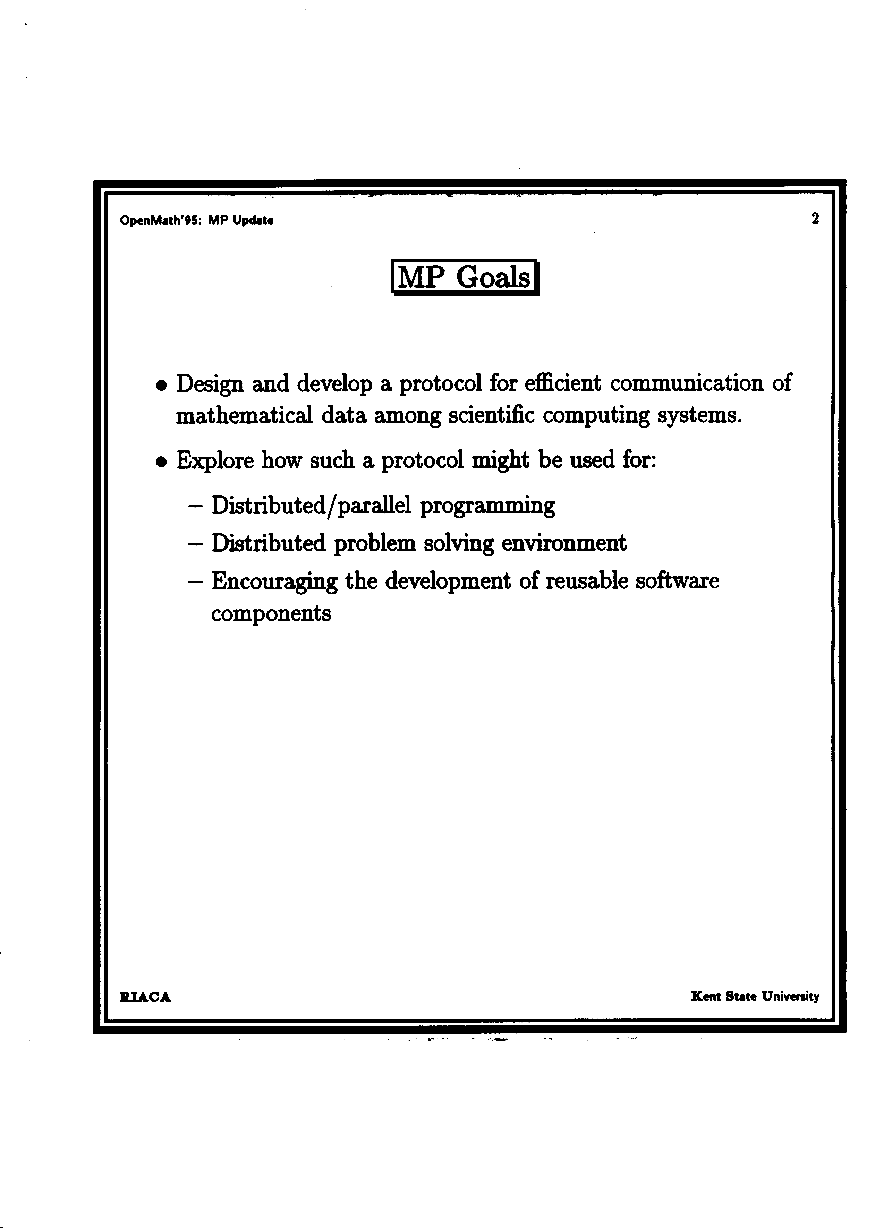 OpenMath'95: MP Update 2
MP Goals
• Design and develop a protocol for efficient communication of
mathematical data among scientific computing systems.
• Explore how such a protocol might be used for:
– Distributed/parallel programming
– Distributed problem solving environment
– Encouraging the development of reusable software
components
RIACA Kent State University